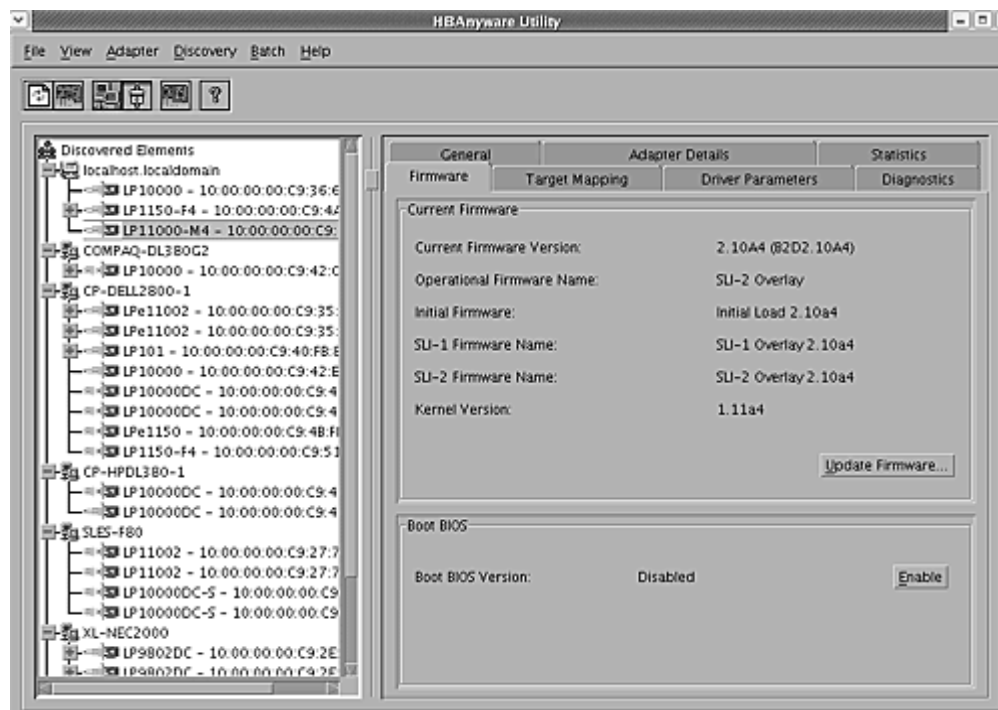 HBAnyware Utility
File View Adapter Discovery Batch Help
Discovered Elements
localhost.localdomain
LP10000 - 10:00:00:00:C9:36:6
LP1150-F4 - 10:00:00:00:C9:4A
LP11000-M4 - 10:00:00:00:C9:
COMPAQ-DL380G2
LP10000 - 10:00:00:00:C9:42:C
CP-DELL2800-1
LPe11002 - 10:00:00:00:C9:35:
LPe11002 - 10:00:00:00:C9:35:
LP101 - 10:00:00:00:C9:40:FB:E
LP10000 - 10:00:00:00:C9:42:E
LP10000DC - 10:00:00:00:C9:4
LP10000DC - 10:00:00:00:C9:4
LPe1150 - 10:00:00:00:C9:4B:FI
LP1150-F4 - 10:00:00:00:C9:51
CP-HPDL380-1
LP10000DC - 10:00:00:00:C9:4
LP10000DC - 10:00:00:00:C9:4
SLES-F80
LP11002 - 10:00:00:00:C9:27:7
LP11002 - 10:00:00:00:C9:27:7
LP10000DC-S - 10:00:00:00:C9
LP10000DC-S - 10:00:00:00:C9
XL-NEC2000
LP9802DC - 10:00:00:00:C9:2E
LP9802DC - 10:00:00:00:C9:2E
General Adapter Details Statistics
Firmware Target Mapping Driver Parameters Diagnostics
Current Firmware
Current Firmware Version: 2.10A4 (B2D2.10A4)
Operational Firmware Name: SLI-2 Overlay
Initial Firmware: Initial Load 2.10a4
SLI-1 Firmware Name: SLI-1 Overlay 2.10a4
SLI-2 Firmware Name: SLI-2 Overlay 2.10a4
Kernel Version: 1.11a4
Update Firmware...
Boot BIOS
Boot BIOS Version: Disabled
Enable